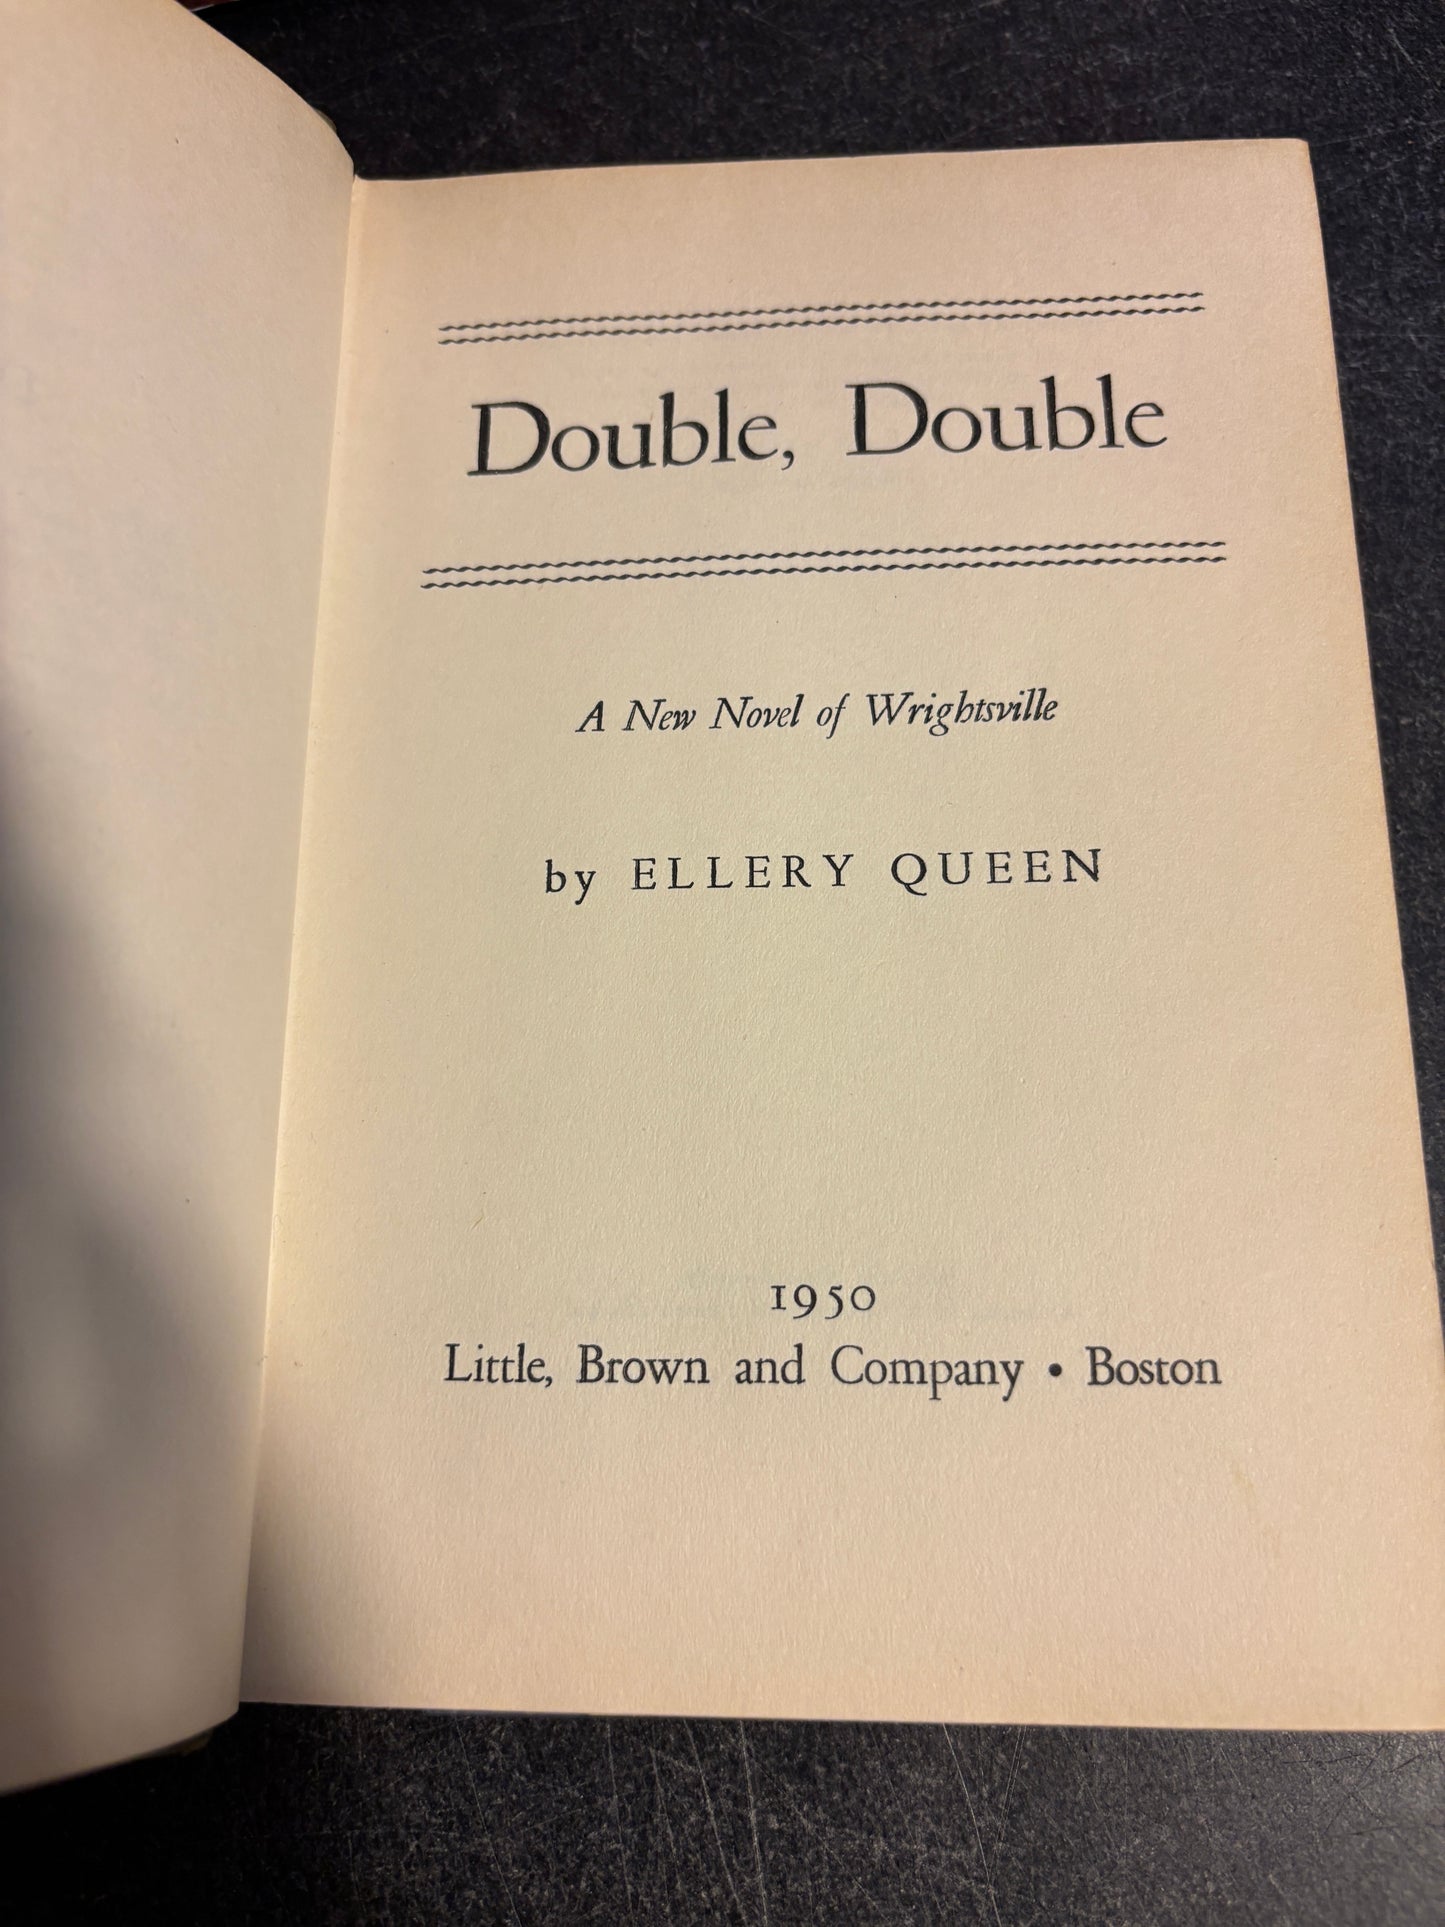 Double, Double
A New Novel of Wrightsville
by ELLERY QUEEN
1950
Little, Brown and Company • Boston